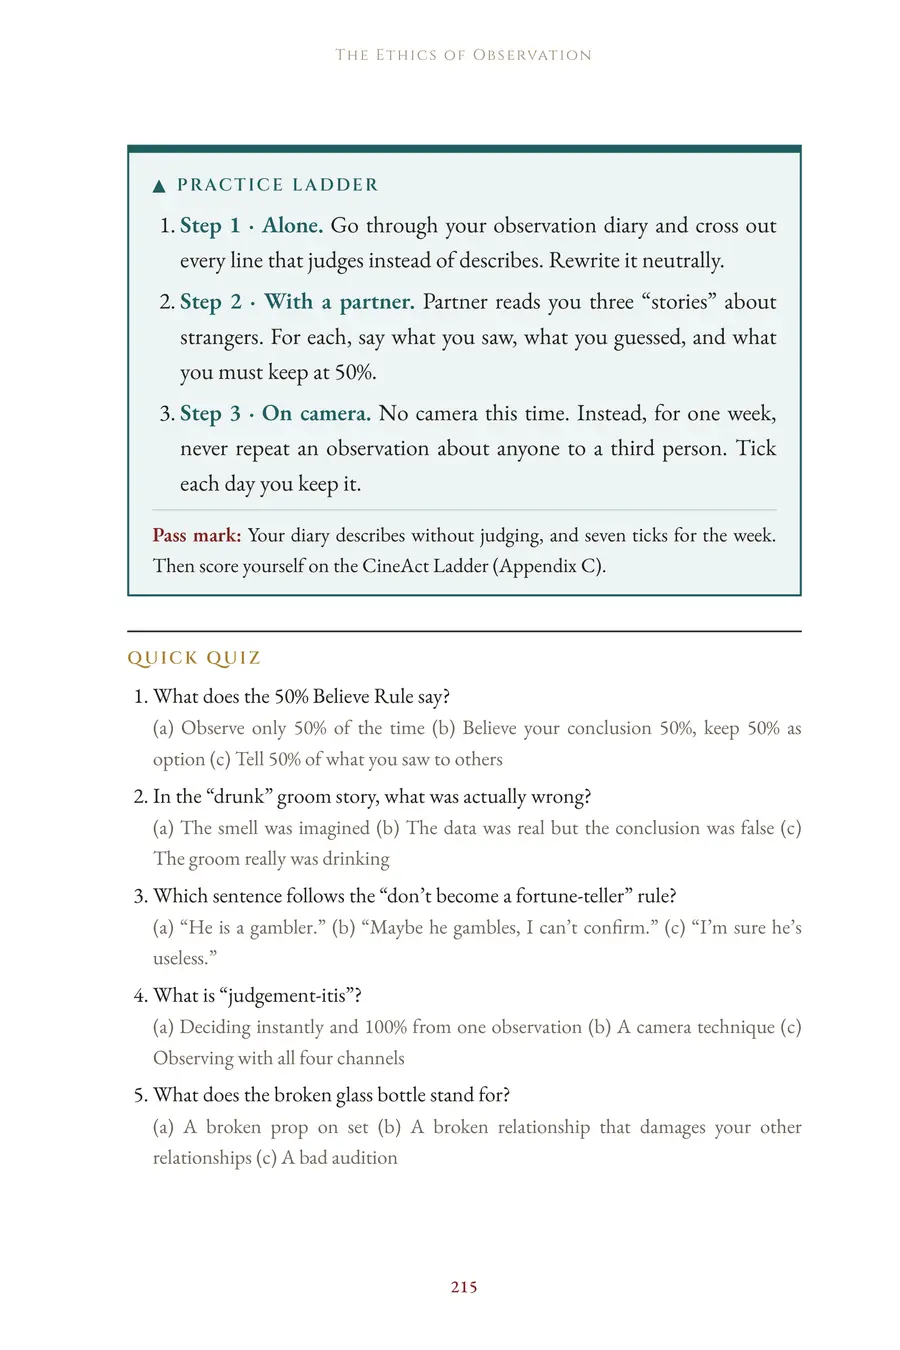 The Ethics of Observation
▲ PRACTICE LADDER
1. Step 1 · Alone. Go through your observation diary and cross out
every line that judges instead of describes. Rewrite it neutrally.
2. Step 2 · With a partner. Partner reads you three “stories” about
strangers. For each, say what you saw, what you guessed, and what
you must keep at 50%.
3. Step 3 · On camera. No camera this time. Instead, for one week,
never repeat an observation about anyone to a third person. Tick
each day you keep it.
Pass mark: Your diary describes without judging, and seven ticks for the week.
Then score yourself on the CineAct Ladder (Appendix C).
QUICK QUIZ
1. What does the 50% Believe Rule say?
(a) Observe only 50% of the time (b) Believe your conclusion 50%, keep 50% as
option (c) Tell 50% of what you saw to others
2. In the “drunk” groom story, what was actually wrong?
(a) The smell was imagined (b) The data was real but the conclusion was false (c)
The groom really was drinking
3. Which sentence follows the “don’t become a fortune-teller” rule?
(a) “He is a gambler.” (b) “Maybe he gambles, I can’t confirm.” (c) “I’m sure he’s
useless.”
4. What is “judgement-itis”?
(a) Deciding instantly and 100% from one observation (b) A camera technique (c)
Observing with all four channels
5. What does the broken glass bottle stand for?
(a) A broken prop on set (b) A broken relationship that damages your other
relationships (c) A bad audition
215